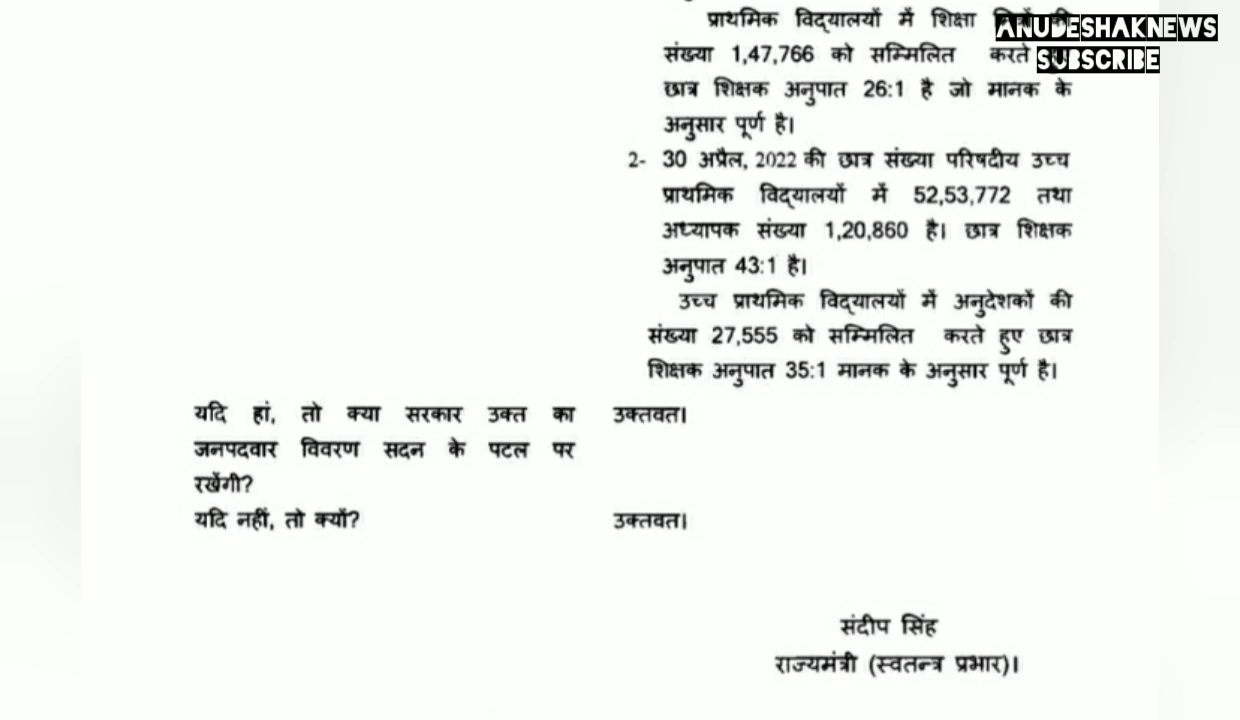 प्राथमिक विद्यालयों में शिक्षा की
ANUDESHAKNEWS
SUBSCRIBE
संख्या 1,47,766 को सम्मिलित करते
छात्र शिक्षक अनुपात 26:1 है जो मानक के
अनुसार पूर्ण है।
2- 30 अप्रैल, 2022 की छात्र संख्या परिषदीय उच्च
प्राथमिक विद्यालयों में 52,53,772 तथा
अध्यापक संख्या 1,20,860 है। छात्र शिक्षक
अनुपात 43:1 है।
उच्च प्राथमिक विद्यालयों में अनुदेशकों की
संख्या 27,555 को सम्मिलित करते हुए छात्र
शिक्षक अनुपात 35:1 मानक के अनुसार पूर्ण है।
यदि हां, तो क्या सरकार उक्त का उक्तवत।
जनपदवार विवरण सदन के पटल पर
रखेंगी?
यदि नहीं, तो क्यों? उक्तवत।
संदीप सिंह
राज्यमंत्री (स्वतन्त्र प्रभार)।